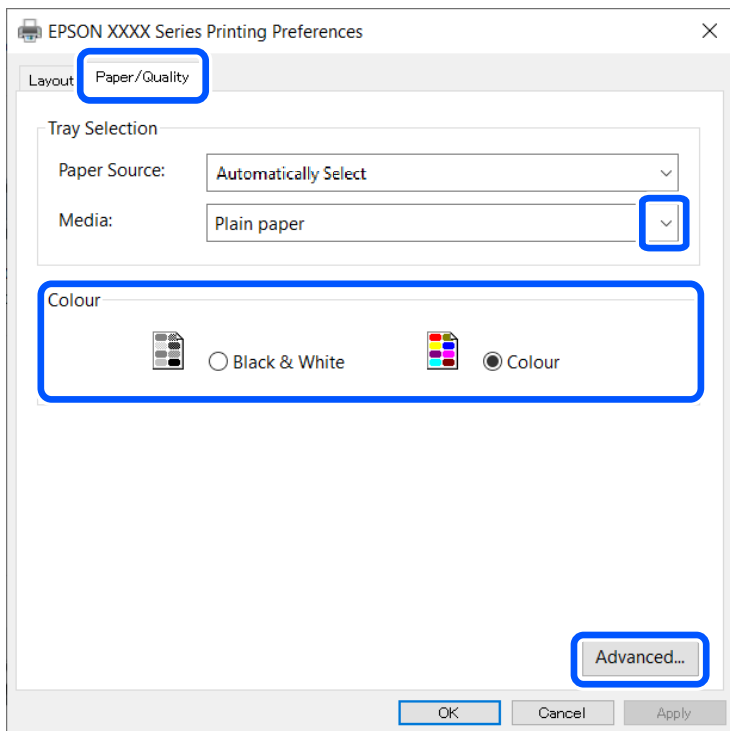 EPSON XXXX Series Printing Preferences
Layout Paper/Quality
Tray Selection
Paper Source: Automatically Select
Media: Plain paper
Colour
Black & White Colour
Advanced...
OK Cancel Apply